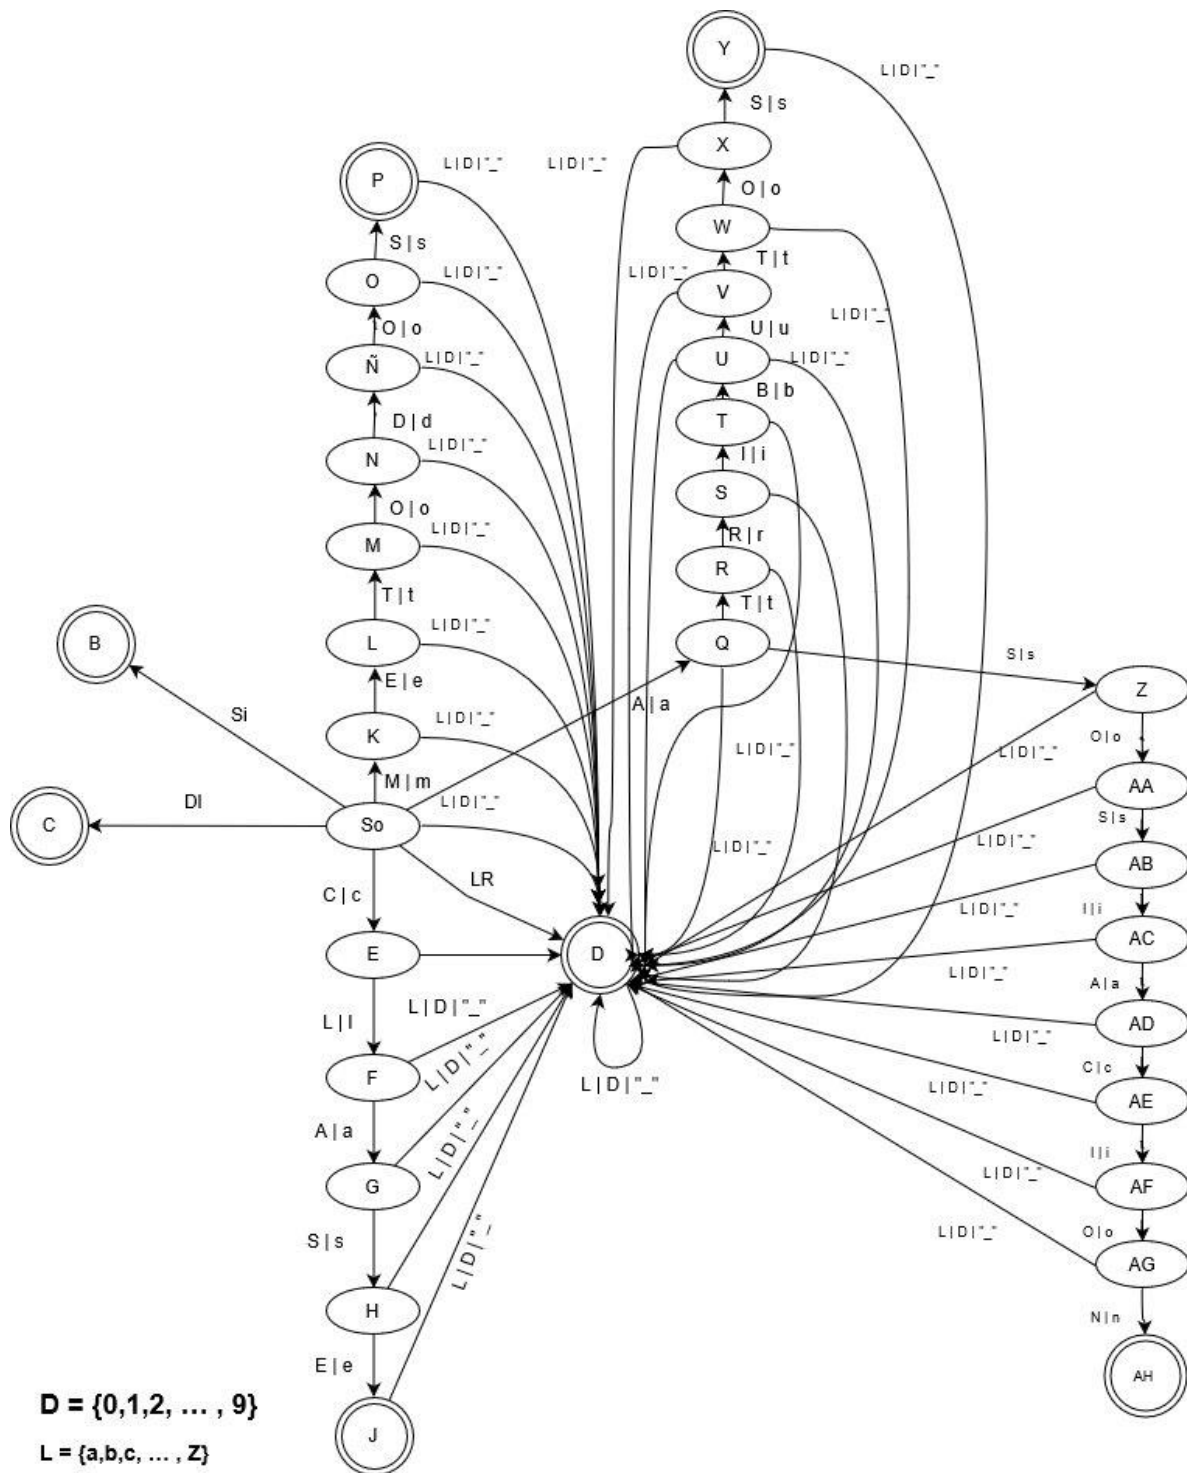 Y
L|D|"_"
S|s
X
P
L|D|"_"
L|D|"_"
O|o
W
S|s
T|t
O
L|D|"_"
L|D|"_"
V
L|D|"_"
O|o
U|u
Ñ
L|D|"_"
U
L|D|"_"
B|b
D|d
T
N
L|D|"_"
I|i
S
O|o
L|D|"_"
R|r
M
R
T|t
T|t
B
L
L|D|"_"
Q
S|s
Z
E|e
A|a
Si
O|o
K
L|D|"_"
L|D|"_"
L|D|"_"
M|m
L|D|"_"
AA
DI
S|s
C
So
L|D|"_"
L|D|"_"
AB
LR
C|c
I|i
L|D|"_"
AC
E
D
L|D|"_"
A|a
L|l
L|D|"_"
AD
L|D|"_"
C|c
F
L|D|"_"
L|D|"_"
L|D|"_"
AE
A|a
L|D|"_"
I|i
G
L|D|"_"
AF
S|s
L|D|"_"
L|D|"_"
O|o
AG
H
N|n
E|e
AH
D = {0,1,2, ... , 9}
J
L = {a,b,c, ... , Z}